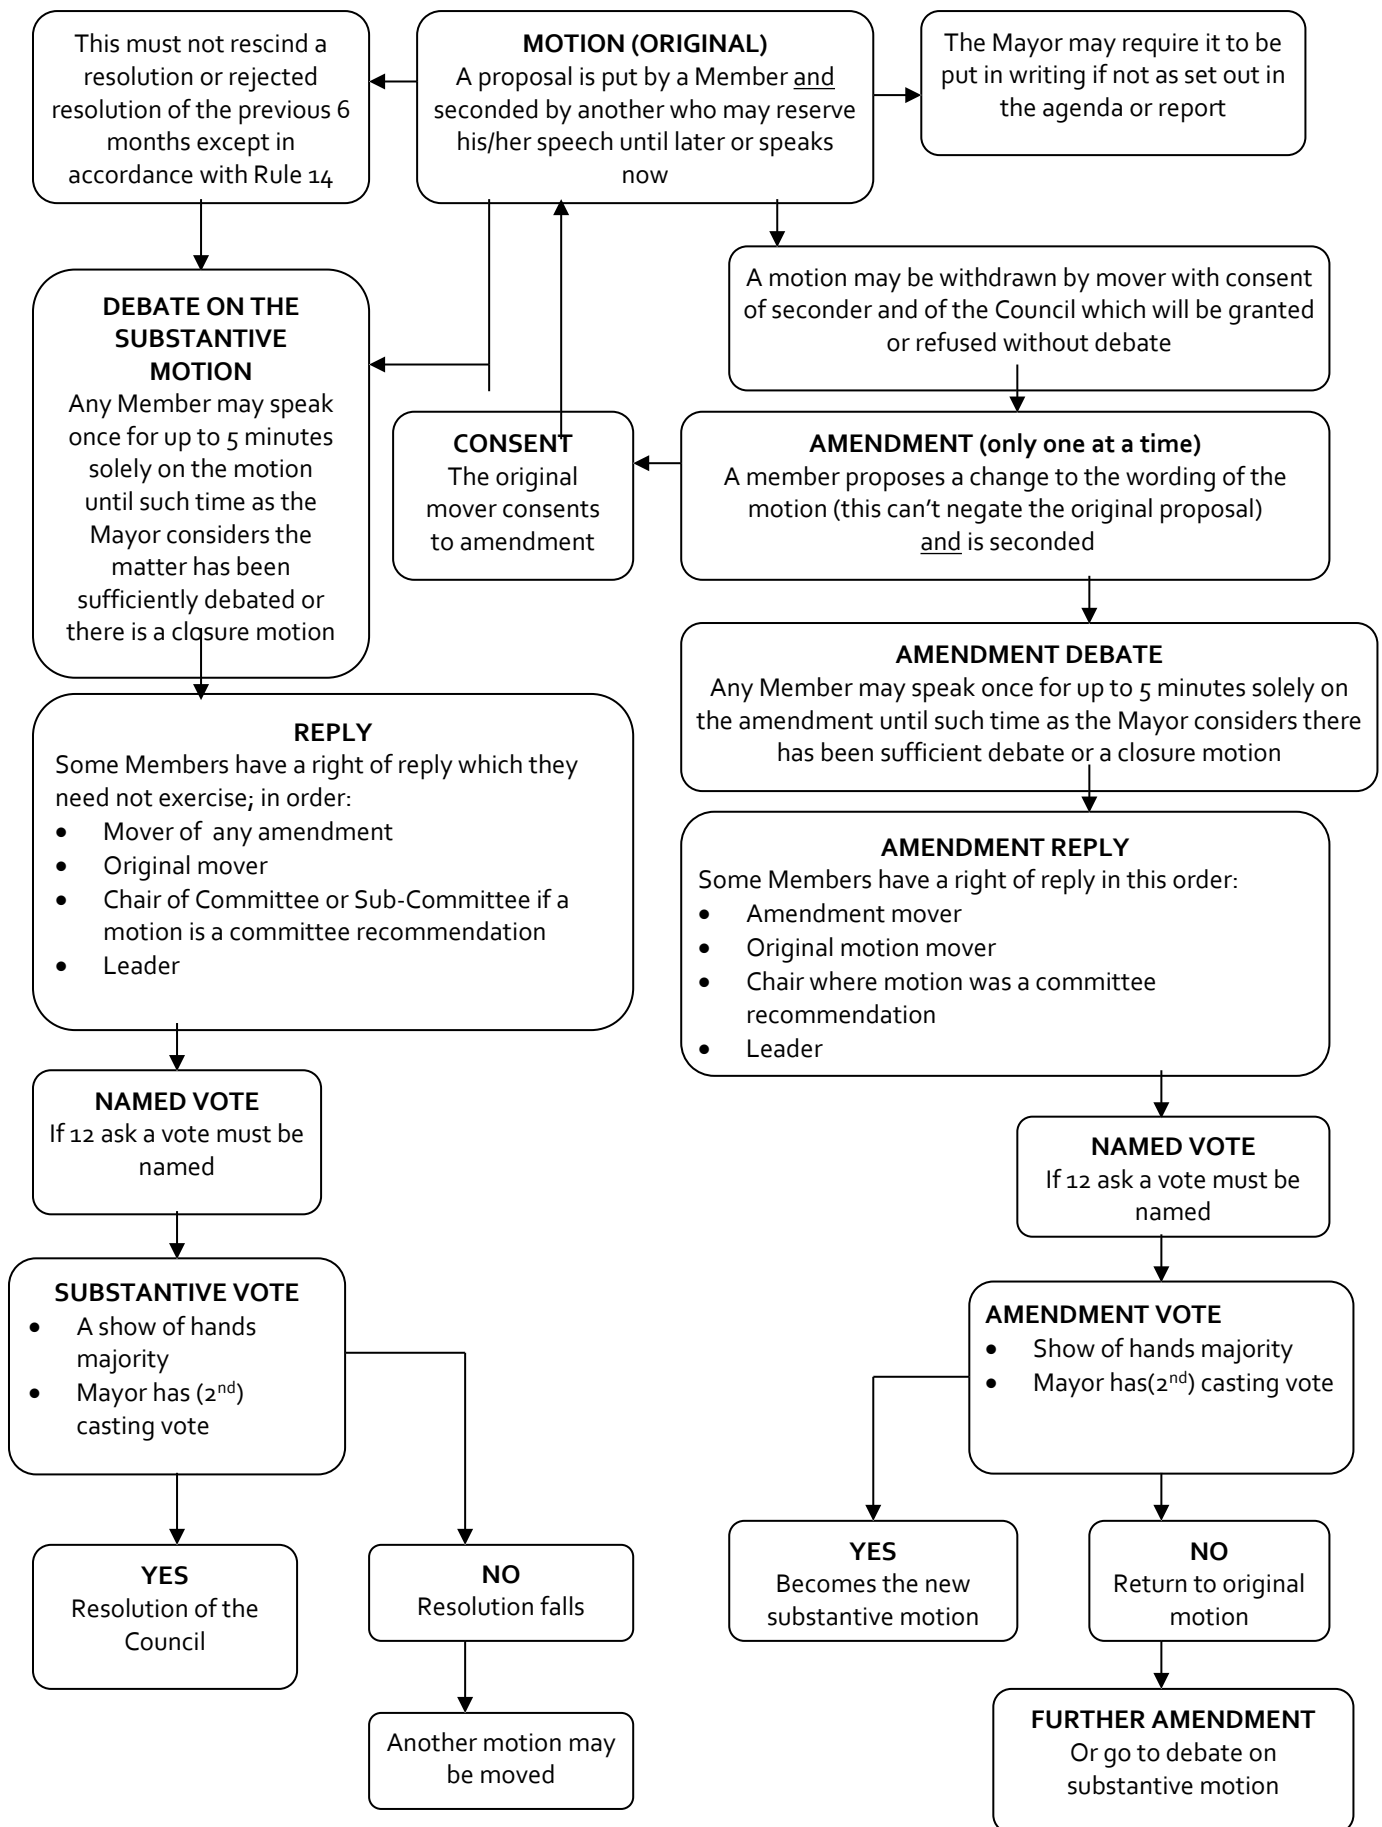 This must not rescind a
resolution or rejected
resolution of the previous 6
months except in
accordance with Rule 14
MOTION (ORIGINAL)
A proposal is put by a Member and
seconded by another who may reserve
his/her speech until later or speaks
now
The Mayor may require it to be
put in writing if not as set out in
the agenda or report
A motion may be withdrawn by mover with consent
of seconder and of the Council which will be granted
or refused without debate
DEBATE ON THE
SUBSTANTIVE
MOTION
Any Member may speak
once for up to 5 minutes
solely on the motion
until such time as the
Mayor considers the
matter has been
sufficiently debated or
there is a closure motion
CONSENT
The original
mover consents
to amendment
AMENDMENT (only one at a time)
A member proposes a change to the wording of the
motion (this can't negate the original proposal)
and is seconded
AMENDMENT DEBATE
Any Member may speak once for up to 5 minutes solely on
the amendment until such time as the Mayor considers there
has been sufficient debate or a closure motion
REPLY
Some Members have a right of reply which they
need not exercise; in order:
• Mover of any amendment
• Original mover
• Chair of Committee or Sub-Committee if a
motion is a committee recommendation
• Leader
AMENDMENT REPLY
Some Members have a right of reply in this order:
• Amendment mover
• Original motion mover
• Chair where motion was a committee
recommendation
• Leader
NAMED VOTE
If 12 ask a vote must be
named
NAMED VOTE
If 12 ask a vote must be
named
SUBSTANTIVE VOTE
• A show of hands
majority
• Mayor has (2nd)
casting vote
AMENDMENT VOTE
• Show of hands majority
• Mayor has(2nd) casting vote
YES
Resolution of the
Council
NO
Resolution falls
YES
Becomes the new
substantive motion
NO
Return to original
motion
Another motion may
be moved
FURTHER AMENDMENT
Or go to debate on
substantive motion